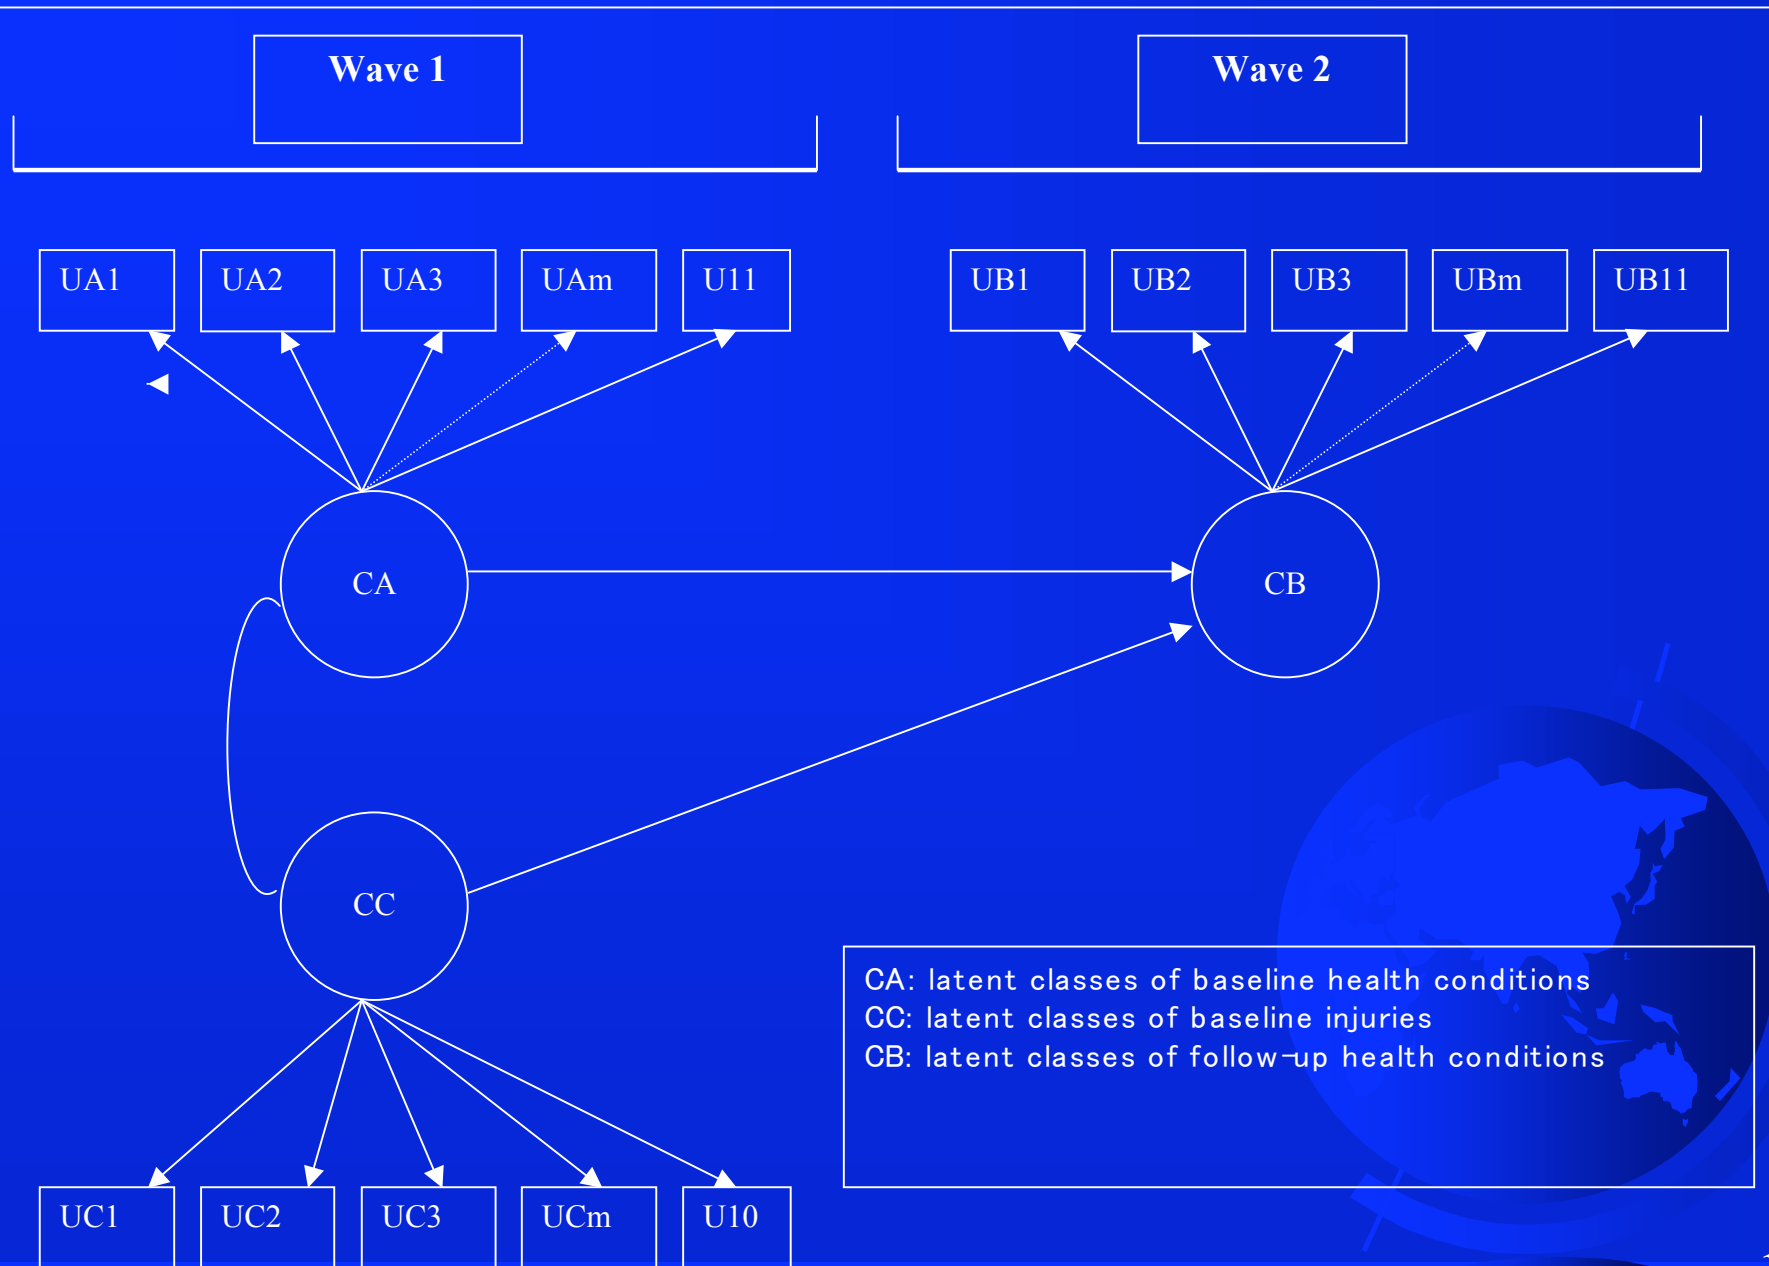 Wave 1
Wave 2
UA1 UA2 UA3 UAm U11
UB1 UB2 UB3 UBm UB11
CA
CB
CC
CA: latent classes of baseline health conditions
CC: latent classes of baseline injuries
CB: latent classes of follow-up health conditions
UC1 UC2 UC3 UCm U10